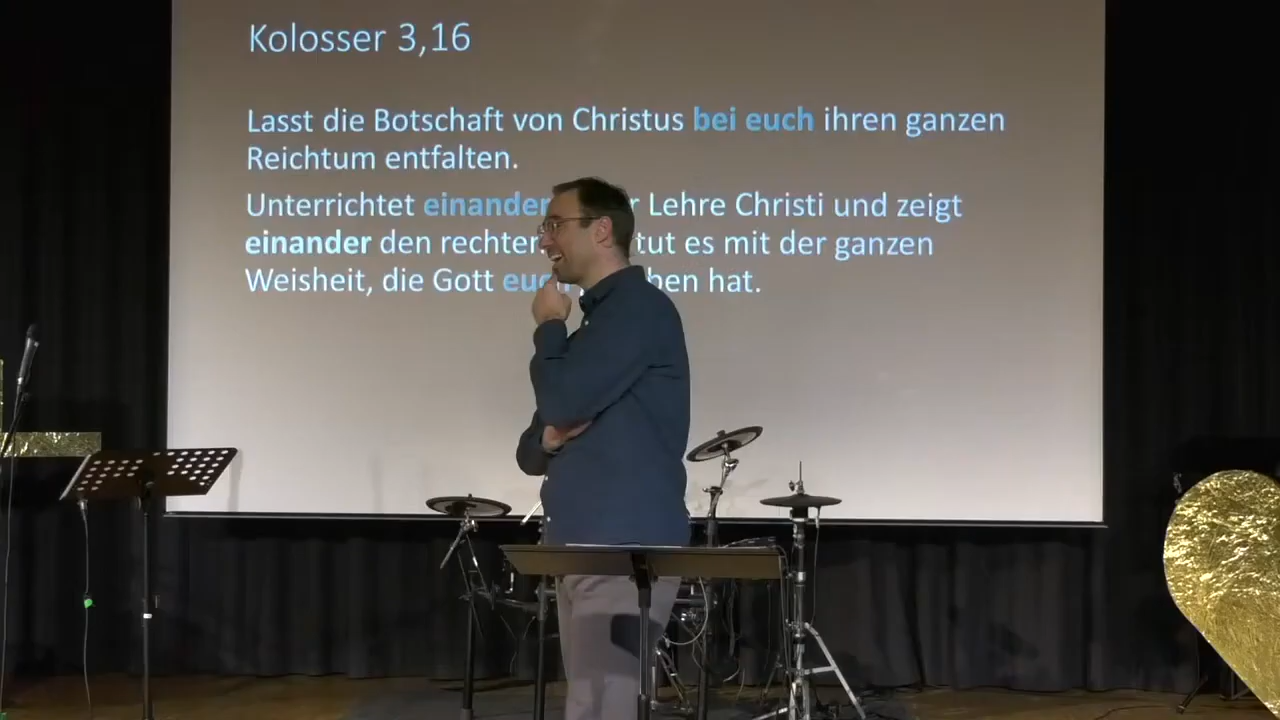 Kolosser 3,16
Lasst die Botschaft von Christus bei euch ihren ganzen
Reichtum entfalten.
Unterrichtet einander Lehre Christi und zeigt
einander den rechten tut es mit der ganzen
Weisheit, die Gott euch hat.